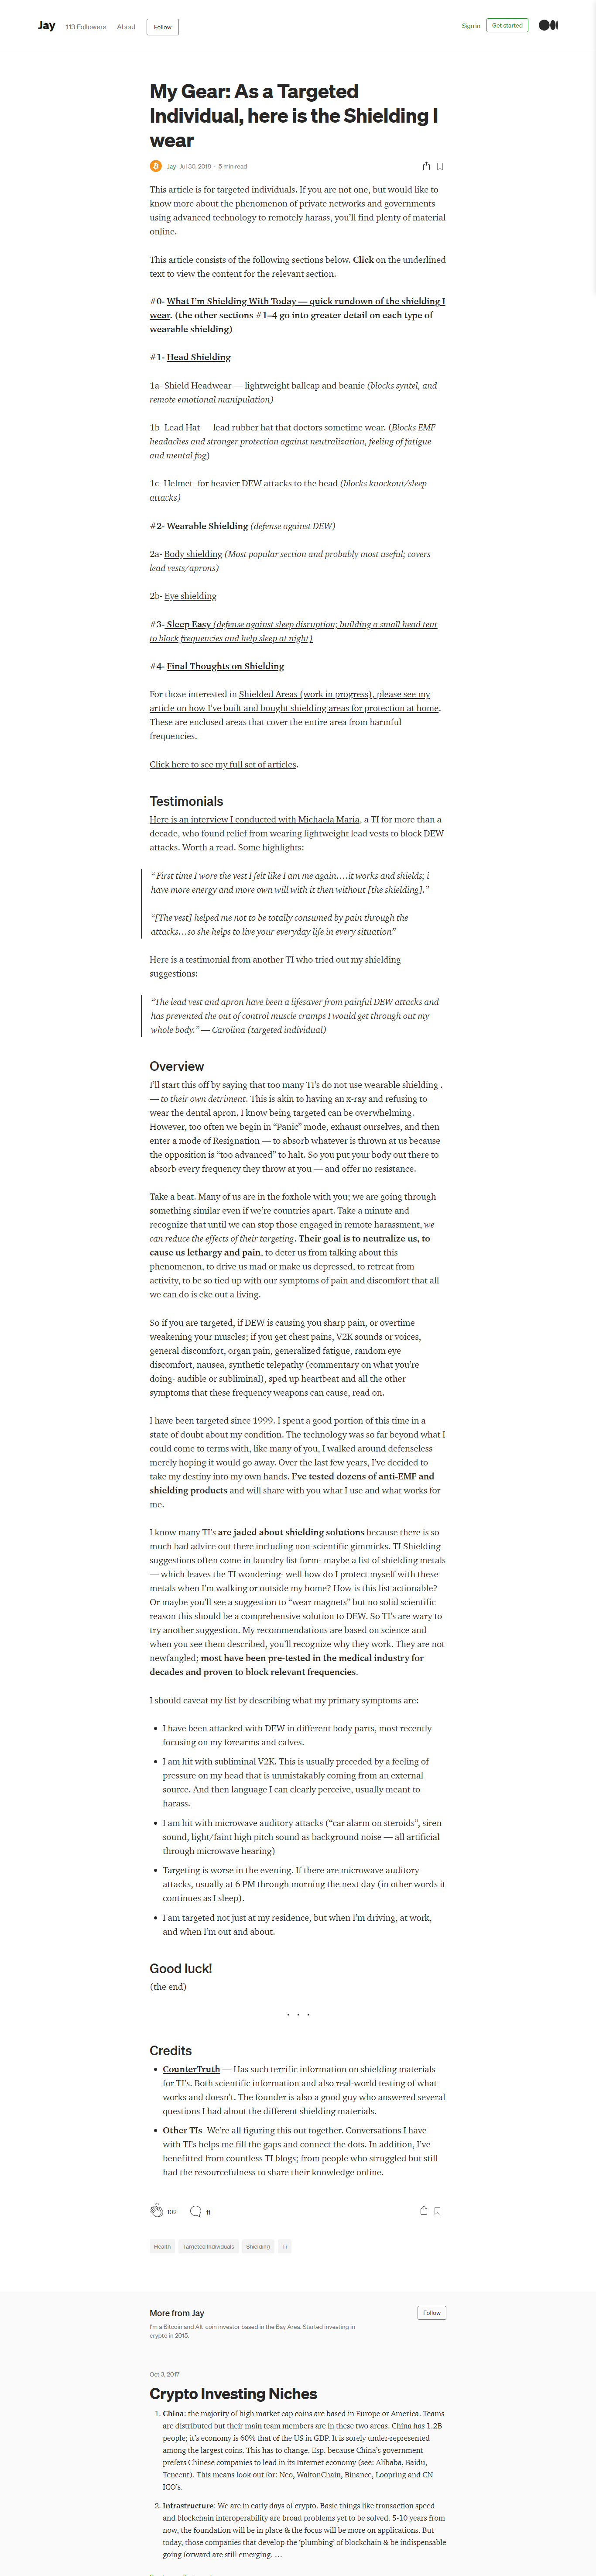 Jay
113 Followers
About
Follow
Sign in
Get started
My Gear: As a Targeted
Individual, here is the Shielding I
wear
Jay Jul 30, 2018 · 5 min read
This article is for targeted individuals. If you are not one, but would like to
know more about the phenomenon of private networks and governments
using advanced technology to remotely harass, you'll find plenty of material
online.
This article consists of the following sections below. Click on the underlined
text to view the content for the relevant section.
#0- What I'm Shielding With Today — quick rundown of the shielding I
wear. (the other sections #1–4 go into greater detail on each type of
wearable shielding)
#1- Head Shielding
1a- Shield Headwear — lightweight ballcap and beanie (blocks syntel, and
remote emotional manipulation)
1b- Lead Hat — lead rubber hat that doctors sometime wear. (Blocks EMF
headaches and stronger protection against neutralization, feeling of fatigue
and mental fog)
1c- Helmet -for heavier DEW attacks to the head (blocks knockout/sleep
attacks)
#2- Wearable Shielding (defense against DEW)
2a- Body shielding (Most popular section and probably most useful; covers
lead vests/aprons)
2b- Eye shielding
#3- Sleep Easy (defense against sleep disruption; building a small head tent
to block frequencies and help sleep at night)
#4- Final Thoughts on Shielding
For those interested in Shielded Areas (work in progress), please see my
article on how I've built and bought shielding areas for protection at home.
These are enclosed areas that cover the entire area from harmful
frequencies.
Click here to see my full set of articles.
Testimonials
Here is an interview I conducted with Michaela Maria, a TI for more than a
decade, who found relief from wearing lightweight lead vests to block DEW
attacks. Worth a read. Some highlights:
“ First time I wore the vest I felt like I am me again….it works and shields; i
have more energy and more own will with it then without [the shielding].”
“[The vest] helped me not to be totally consumed by pain through the
attacks…so she helps to live your everyday life in every situation”
Here is a testimonial from another TI who tried out my shielding
suggestions:
“The lead vest and apron have been a lifesaver from painful DEW attacks and
has prevented the out of control muscle cramps I would get through out my
whole body.” — Carolina (targeted individual)
Overview
I'll start this off by saying that too many TI's do not use wearable shielding .
— to their own detriment. This is akin to having an x-ray and refusing to
wear the dental apron. I know being targeted can be overwhelming.
However, too often we begin in “Panic” mode, exhaust ourselves, and then
enter a mode of Resignation — to absorb whatever is thrown at us because
the opposition is “too advanced” to halt. So you put your body out there to
absorb every frequency they throw at you — and offer no resistance.
Take a beat. Many of us are in the foxhole with you; we are going through
something similar even if we're countries apart. Take a minute and
recognize that until we can stop those engaged in remote harassment, we
can reduce the effects of their targeting. Their goal is to neutralize us, to
cause us lethargy and pain, to deter us from talking about this
phenomenon, to drive us mad or make us depressed, to retreat from
activity, to be so tied up with our symptoms of pain and discomfort that all
we can do is eke out a living.
So if you are targeted, if DEW is causing you sharp pain, or overtime
weakening your muscles; if you get chest pains, V2K sounds or voices,
general discomfort, organ pain, generalized fatigue, random eye
discomfort, nausea, synthetic telepathy (commentary on what you're
doing- audible or subliminal), sped up heartbeat and all the other
symptoms that these frequency weapons can cause, read on.
I have been targeted since 1999. I spent a good portion of this time in a
state of doubt about my condition. The technology was so far beyond what I
could come to terms with, like many of you, I walked around defenseless-
merely hoping it would go away. Over the last few years, I've decided to
take my destiny into my own hands. I've tested dozens of anti-EMF and
shielding products and will share with you what I use and what works for
me.
I know many TI's are jaded about shielding solutions because there is so
much bad advice out there including non-scientific gimmicks. TI Shielding
suggestions often come in laundry list form- maybe a list of shielding metals
— which leaves the TI wondering- well how do I protect myself with these
metals when I'm walking or outside my home? How is this list actionable?
Or maybe you'll see a suggestion to “wear magnets” but no solid scientific
reason this should be a comprehensive solution to DEW. So TI's are wary to
try another suggestion. My recommendations are based on science and
when you see them described, you'll recognize why they work. They are not
newfangled; most have been pre-tested in the medical industry for
decades and proven to block relevant frequencies.
I should caveat my list by describing what my primary symptoms are:
• I have been attacked with DEW in different body parts, most recently
focusing on my forearms and calves.
• I am hit with subliminal V2K. This is usually preceded by a feeling of
pressure on my head that is unmistakably coming from an external
source. And then language I can clearly perceive, usually meant to
harass.
• I am hit with microwave auditory attacks (“car alarm on steroids”, siren
sound, light/faint high pitch sound as background noise — all artificial
through microwave hearing)
• Targeting is worse in the evening. If there are microwave auditory
attacks, usually at 6 PM through morning the next day (in other words it
continues as I sleep).
• I am targeted not just at my residence, but when I'm driving, at work,
and when I'm out and about.
Good luck!
(the end)
. . .
Credits
• CounterTruth — Has such terrific information on shielding materials
for TI's. Both scientific information and also real-world testing of what
works and doesn't. The founder is also a good guy who answered several
questions I had about the different shielding materials.
• Other TIs- We're all figuring this out together. Conversations I have
with TI's helps me fill the gaps and connect the dots. In addition, I've
benefitted from countless TI blogs; from people who struggled but still
had the resourcefulness to share their knowledge online.
102
11
Health
Targeted Individuals
Shielding
Ti
More from Jay
Follow
I'm a Bitcoin and Alt-coin investor based in the Bay Area. Started investing in
crypto in 2015.
Oct 3, 2017
Crypto Investing Niches
1. China: the majority of high market cap coins are based in Europe or America. Teams
are distributed but their main team members are in these two areas. China has 1.2B
people; it's economy is 60% that of the US in GDP. It is sorely under-represented
among the largest coins. This has to change. Esp. because China's government
prefers Chinese companies to lead in its Internet economy (see: Alibaba, Baidu,
Tencent). This means look out for: Neo, WaltonChain, Binance, Loopring and CN
ICO's.
2. Infrastructure: We are in early days of crypto. Basic things like transaction speed
and blockchain interoperability are broad problems yet to be solved. 5-10 years from
now, the foundation will be in place & the focus will be more on applications. But
today, those companies that develop the 'plumbing' of blockchain & be indispensable
going forward are still emerging. …